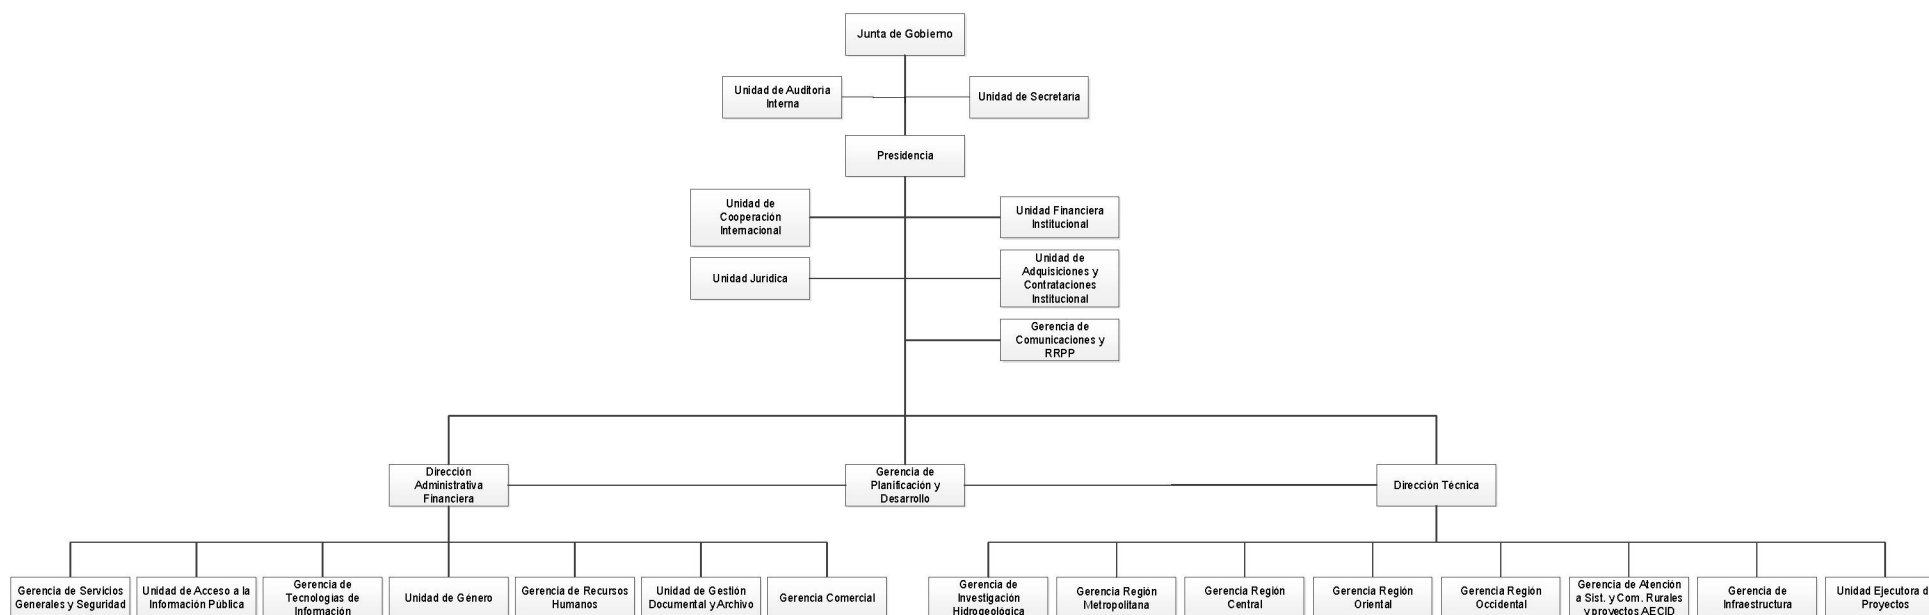 Junta de Gobierno
Unidad de Auditoria
Interna
Unidad de Secretaria
Presidencia
Unidad de
Cooperación
Internacional
Unidad Financiera
Institucional
Unidad Jurídica
Unidad de
Adquisiciones y
Contrataciones
Institucional
Gerencia de
Comunicaciones y
RRPP
Dirección
Administrativa
Financiera
Gerencia de
Planificación y
Desarrollo
Dirección Técnica
Gerencia de Servicios
Generales y Seguridad
Unidad de Acceso a la
Información Pública
Gerencia de
Tecnologías de
Información
Unidad de Género
Gerencia de Recursos
Humanos
Unidad de Gestión
Documental y Archivo
Gerencia Comercial
Gerencia de
Investigación
Hidrogeológica
Gerencia Región
Metropolitana
Gerencia Región
Central
Gerencia Región
Oriental
Gerencia Región
Occidental
Gerencia de Atención
a Sist. y Com. Rurales
y proyectos AECID
Gerencia de
Infraestructura
Unidad Ejecutora de
Proyectos